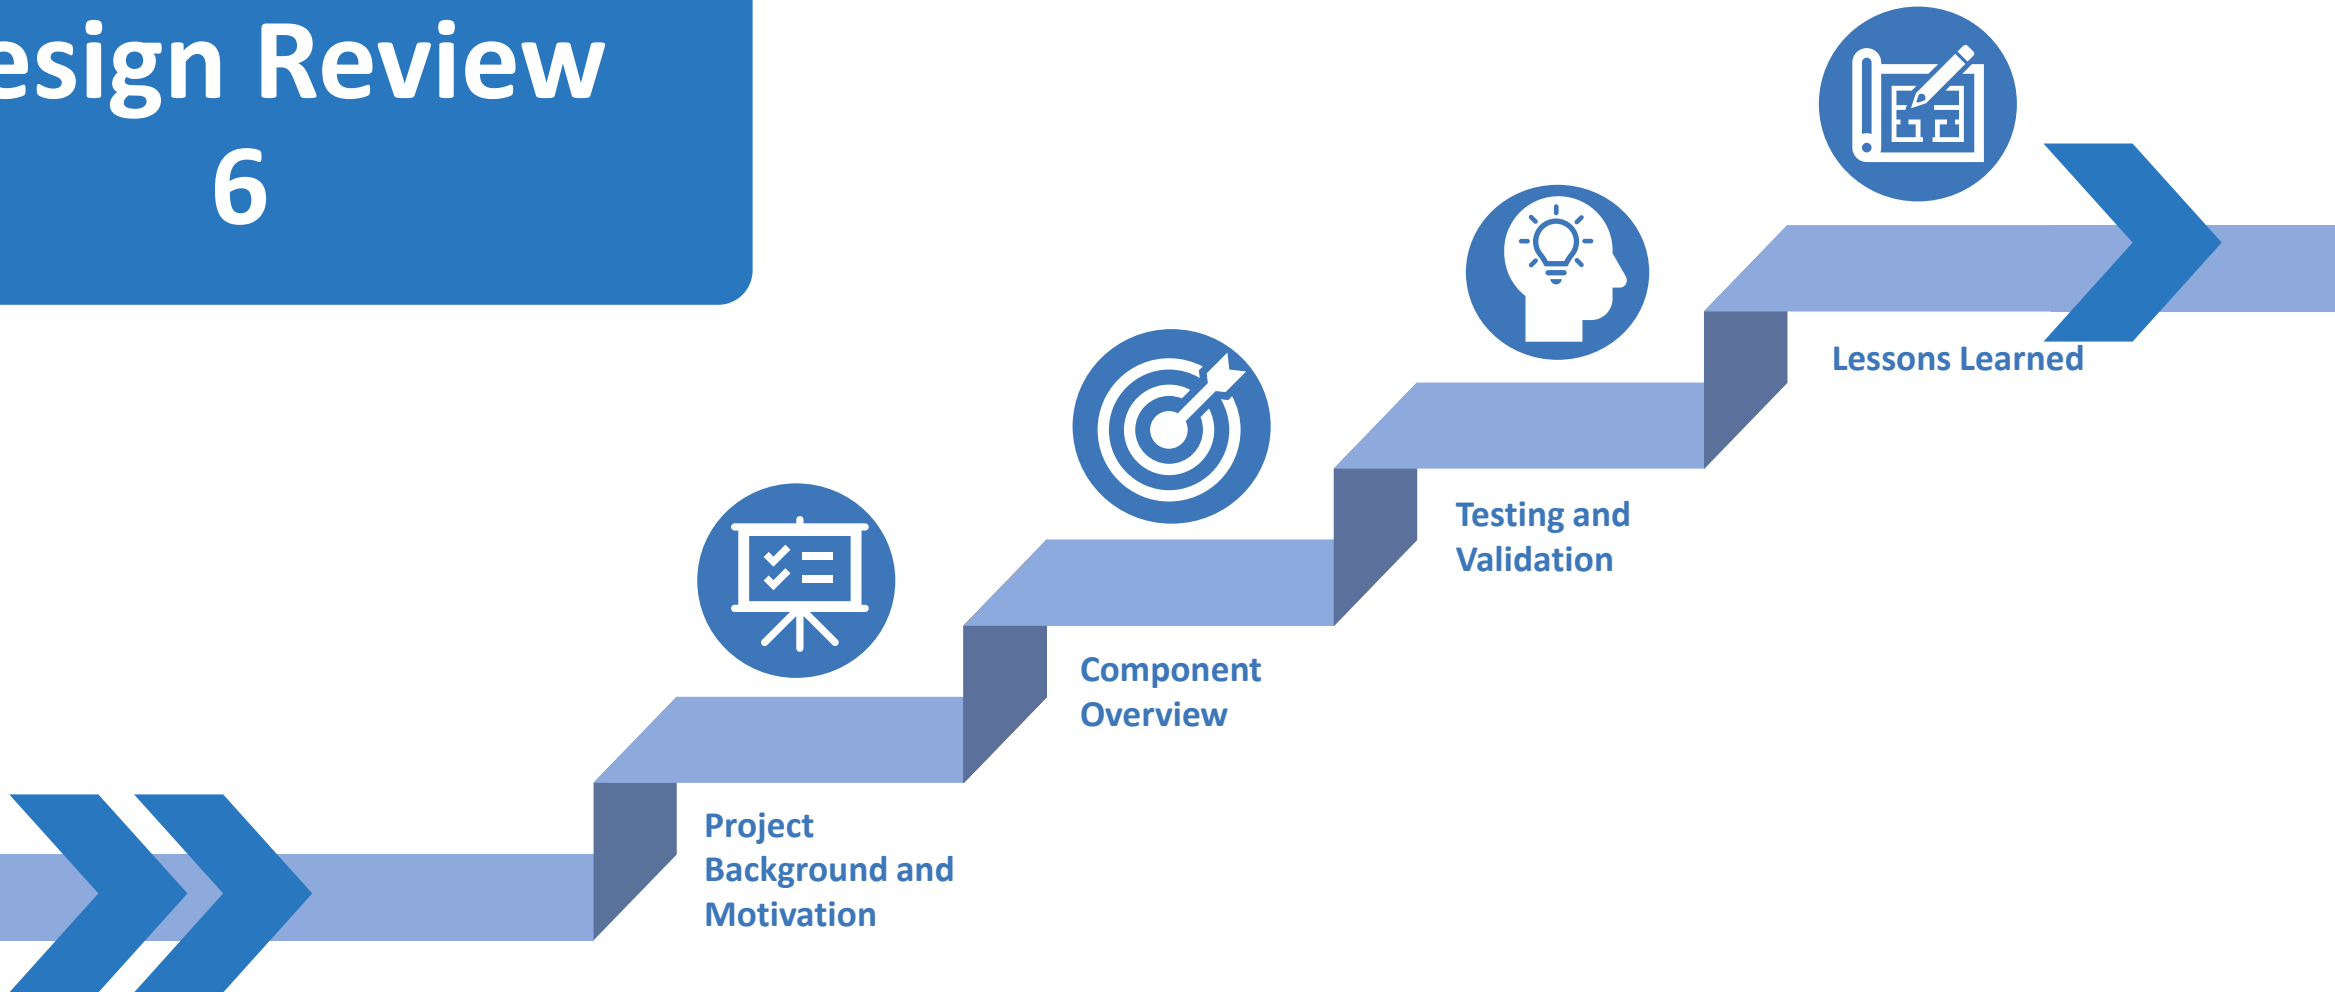 esign Review
6
Lessons Learned
Testing and
Validation
Component
Overview
Project
Background and
Motivation